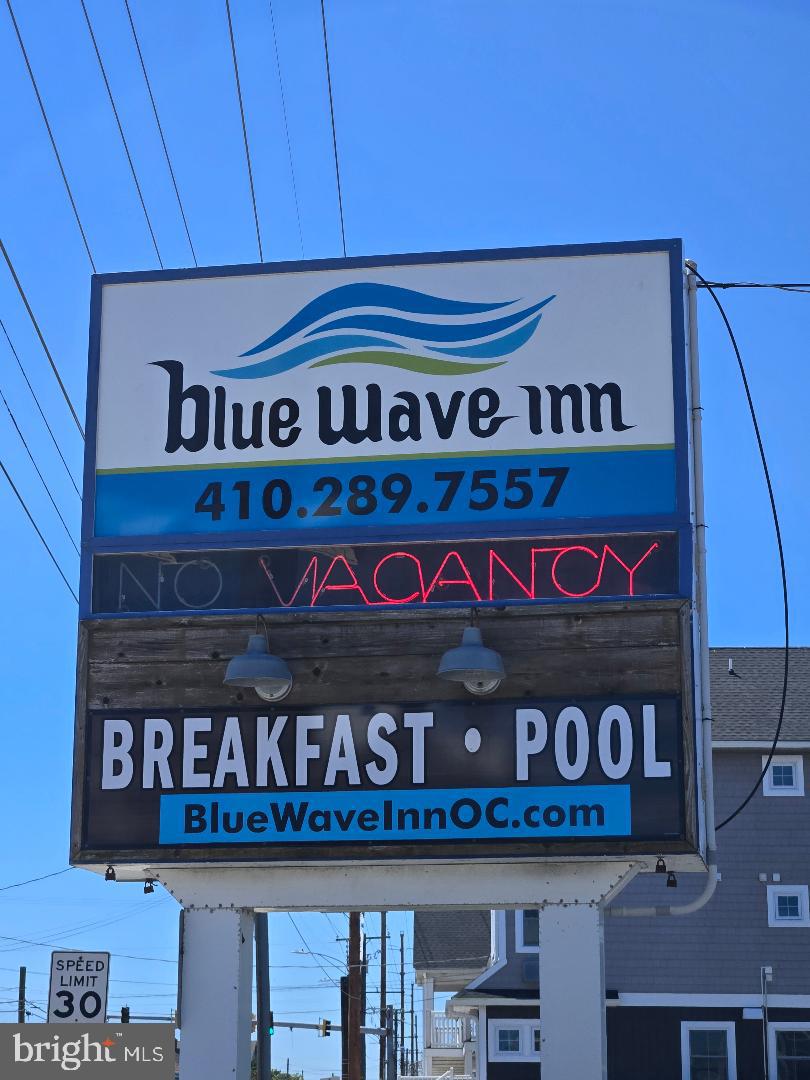 blue wave inn
410.289.7557
NO VACANCY
BREAKFAST • POOL
BlueWaveInnOC.com
SPEED
LIMIT
30
bright MLS